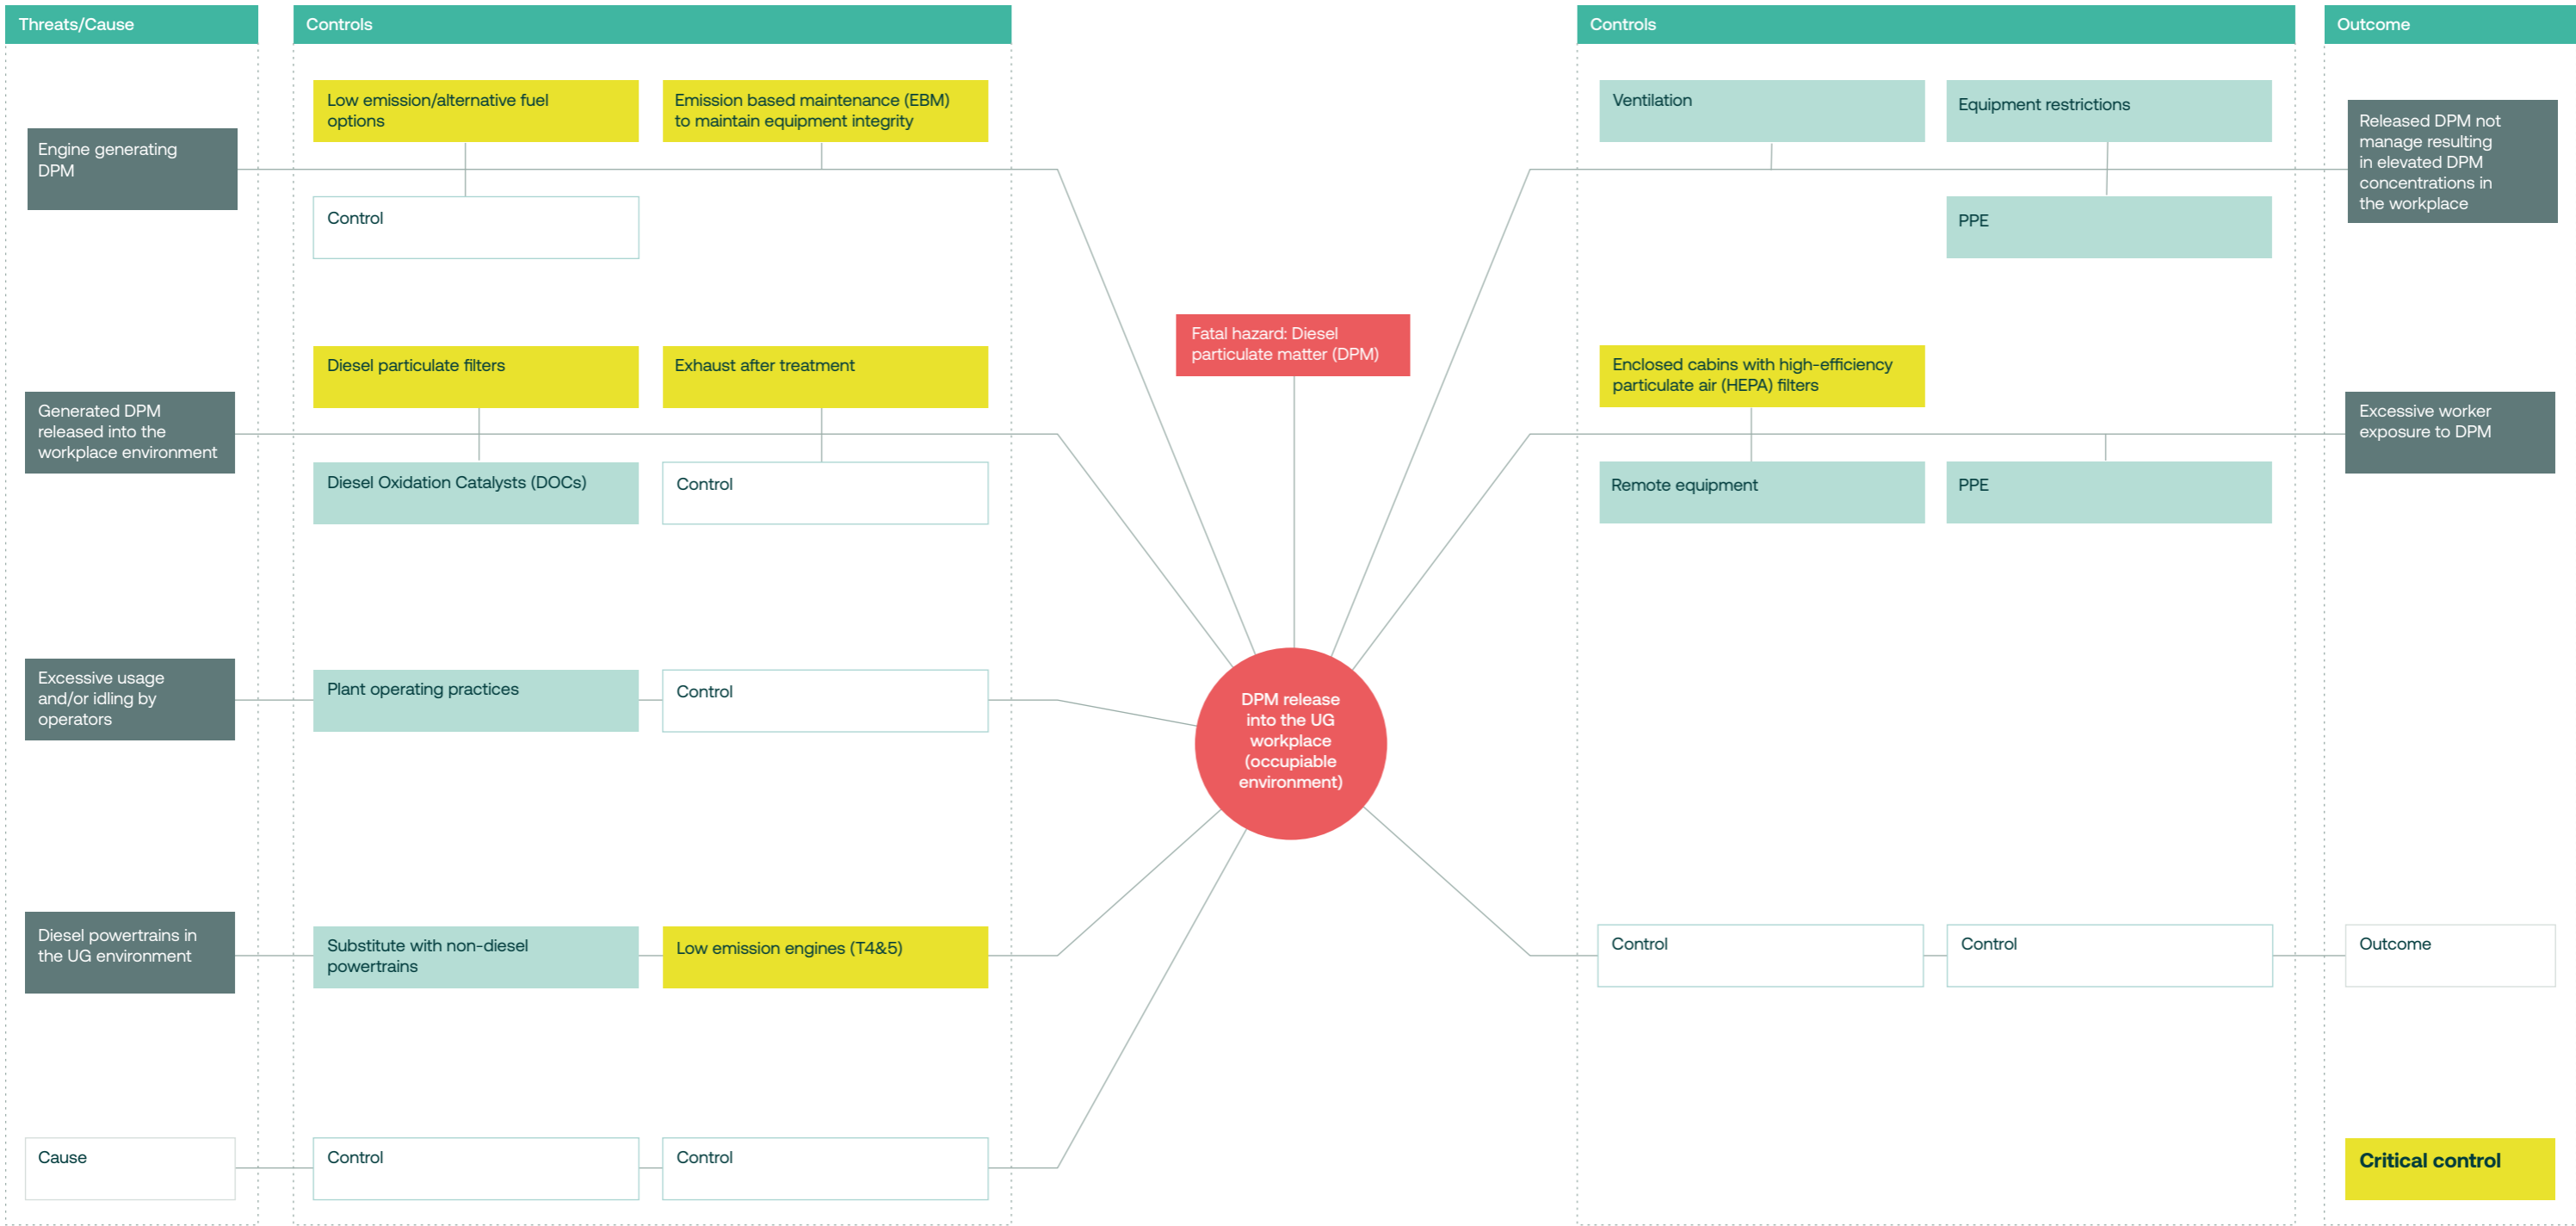 Threats/Cause
Controls
Controls
Outcome
Low emission/alternative fuel
options
Emission based maintenance (EBM)
to maintain equipment integrity
Ventilation
Equipment restrictions
Engine generating
DPM
Released DPM not
manage resulting
in elevated DPM
concentrations in
the workplace
Control
PPE
Fatal hazard: Diesel
particulate matter (DPM)
Diesel particulate filters
Exhaust after treatment
Enclosed cabins with high-efficiency
particulate air (HEPA) filters
Generated DPM
released into the
workplace environment
Excessive worker
exposure to DPM
Diesel Oxidation Catalysts (DOCs)
Control
Remote equipment
PPE
Excessive usage
and/or idling by
operators
Plant operating practices
Control
DPM release
into the UG
workplace
(occupiable
environment)
Diesel powertrains in
the UG environment
Substitute with non-diesel
powertrains
Low emission engines (T4&5)
Control
Control
Outcome
Cause
Control
Control
Critical control